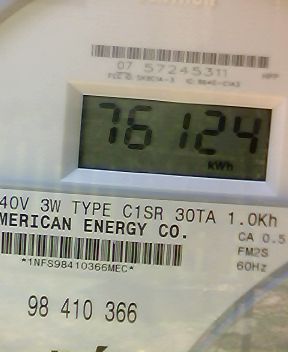 07 57245311
76124
kWh
40V 3W TYPE C1SR 30TA 1.0Kh
MERICAN ENERGY CO.
CA 0.5
*1NFS98410366MEC*
FM2S
60Hz
98 410 366